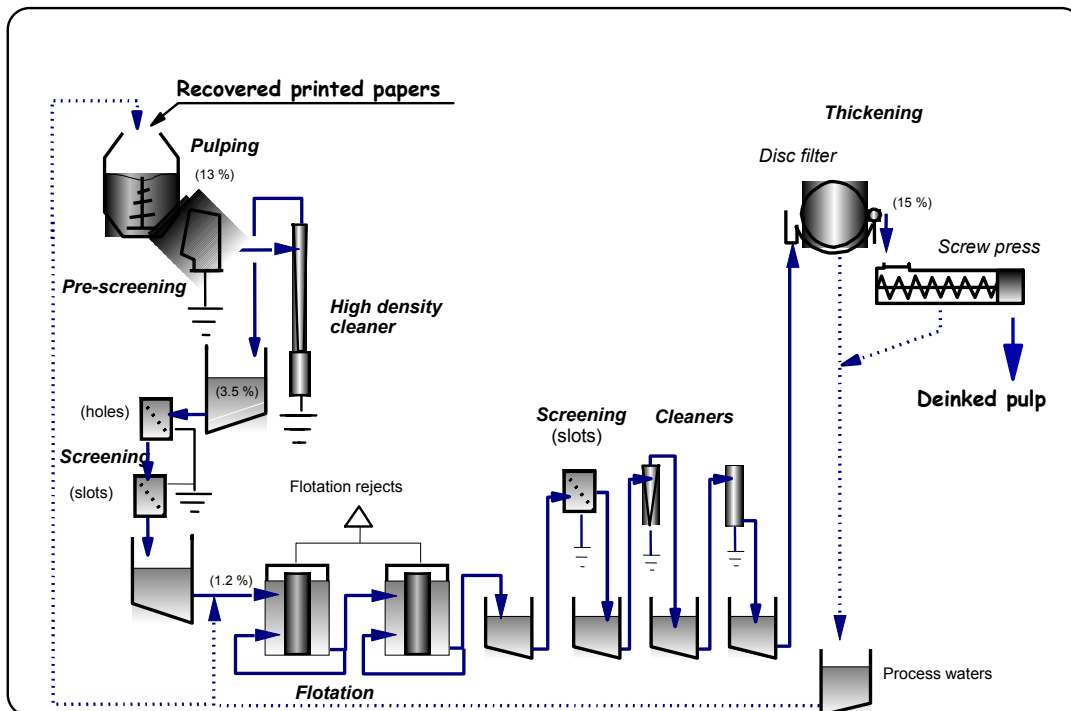 Recovered printed papers
Pulping
(13 %)
Pre-screening
High density
cleaner
(3.5 %)
(holes)
Screening
(slots)
(1.2 %)
Flotation rejects
Flotation
Screening
(slots)
Cleaners
Thickening
Disc filter
(15 %)
Screw press
Deinked pulp
Process waters